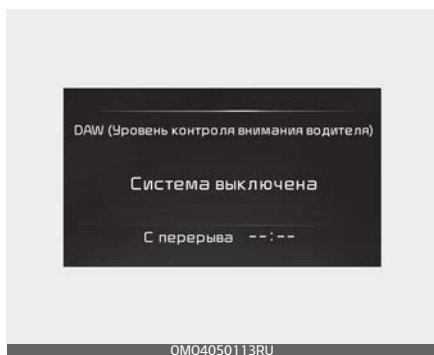 DAW (Уровень контроля внимания водителя)
Система выключена
С перерыва --:--
OMO4050113RU